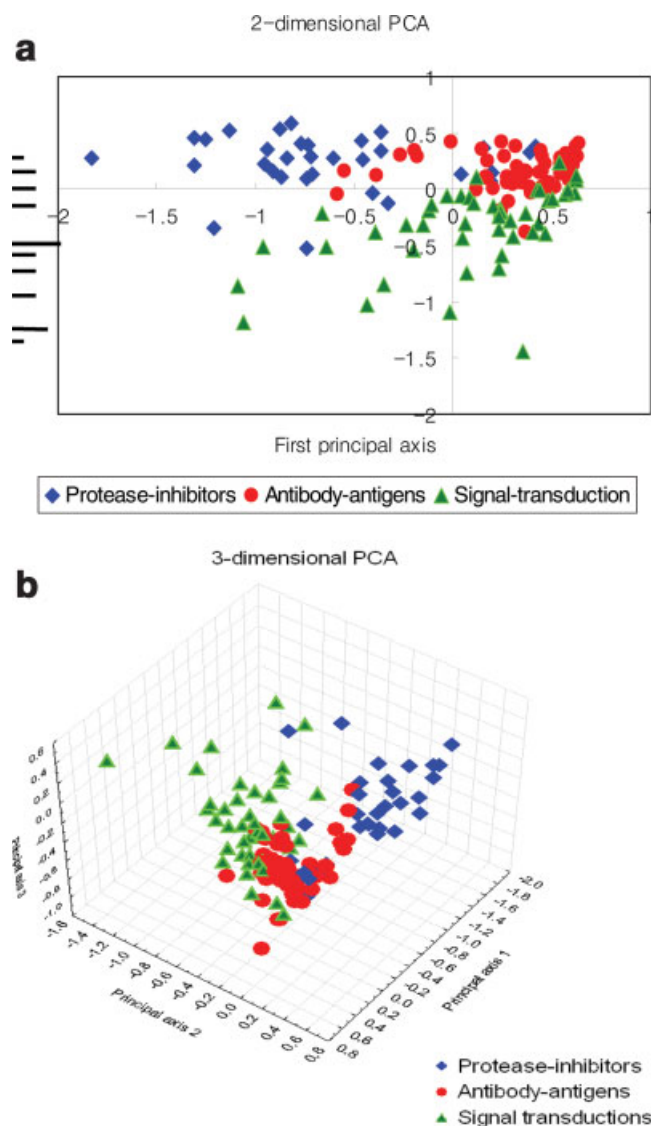 2-dimensional PCA
a
1
0.5
0
-2 -1.5 -1 -0.5 0 0.5 1
-0.5
-1
-1.5
-2
First principal axis
Protease-inhibitors Antibody-antigens Signal-transduction
3-dimensional PCA
b
0.6
0.4
0.2
0.0
-0.2
-0.4
-0.6
-0.8
-1.0
Principal axis 3
-1.6 -1.4 -1.2 -1.0 -0.8 -0.6 -0.4 -0.2 0.0 0.2 0.4 0.6 0.8
Principal axis 2
-2.0
-1.8
-1.6
-1.4
-1.2
-1.0
-0.8
-0.6
-0.4
-0.2
0.0
0.2
0.4
0.6
0.8
Principal axis 1
Protease-inhibitors
Antibody-antigens
Signal transductions